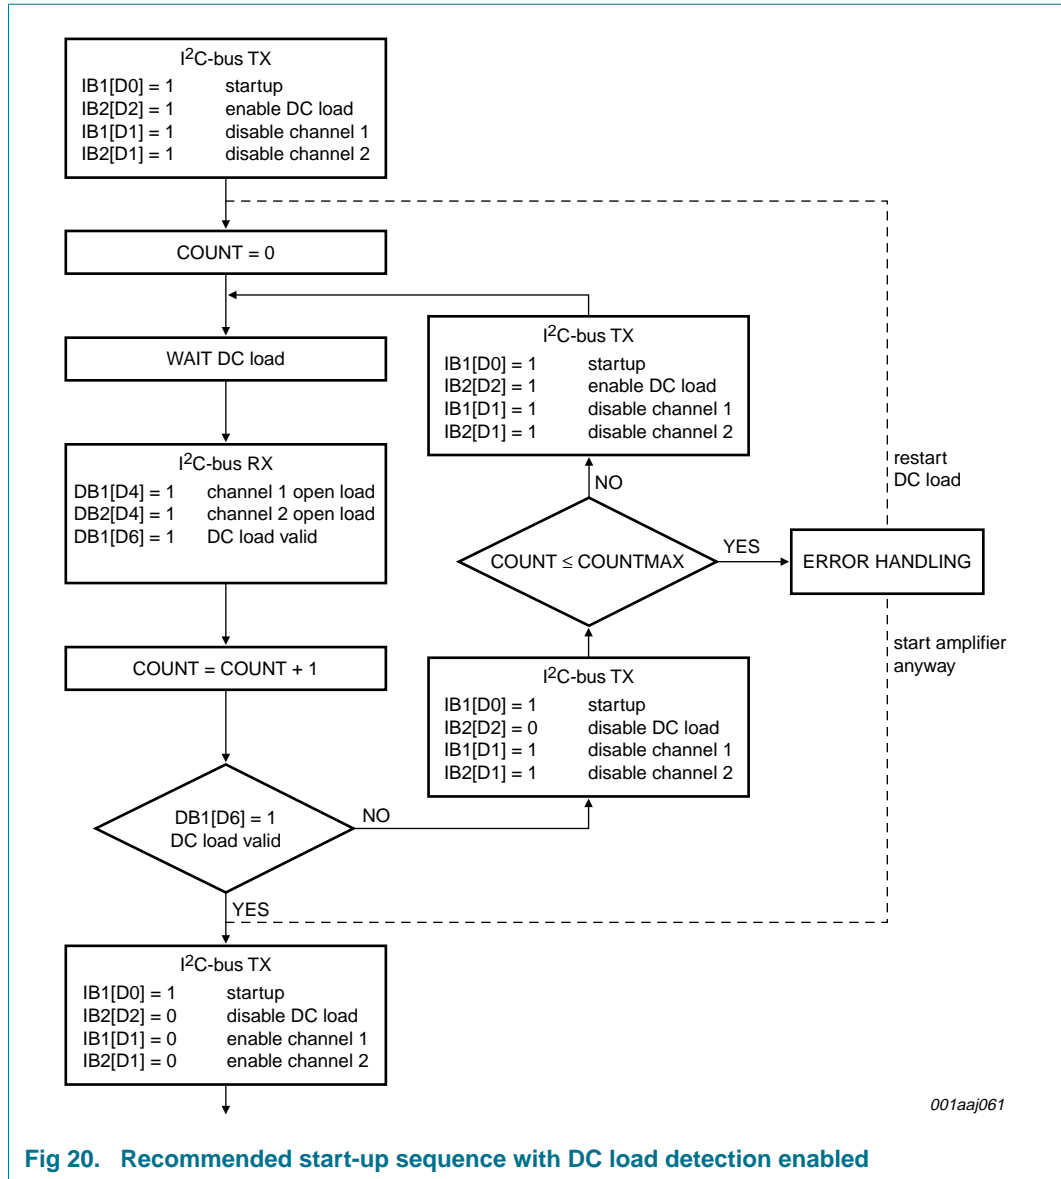 I2C-bus TX
IB1[D0] = 1 startup
IB2[D2] = 1 enable DC load
IB1[D1] = 1 disable channel 1
IB2[D1] = 1 disable channel 2
COUNT = 0
WAIT DC load
I2C-bus RX
DB1[D4] = 1 channel 1 open load
DB2[D4] = 1 channel 2 open load
DB1[D6] = 1 DC load valid
COUNT = COUNT + 1
DB1[D6] = 1
DC load valid
NO
YES
I2C-bus TX
IB1[D0] = 1 startup
IB2[D2] = 0 disable DC load
IB1[D1] = 0 enable channel 1
IB2[D1] = 0 enable channel 2
I2C-bus TX
IB1[D0] = 1 startup
IB2[D2] = 1 enable DC load
IB1[D1] = 1 disable channel 1
IB2[D1] = 1 disable channel 2
NO
COUNT ≤ COUNTMAX
YES
I2C-bus TX
IB1[D0] = 1 startup
IB2[D2] = 0 disable DC load
IB1[D1] = 1 disable channel 1
IB2[D1] = 1 disable channel 2
restart
DC load
ERROR HANDLING
start amplifier
anyway
001aaj061
Fig 20. Recommended start-up sequence with DC load detection enabled